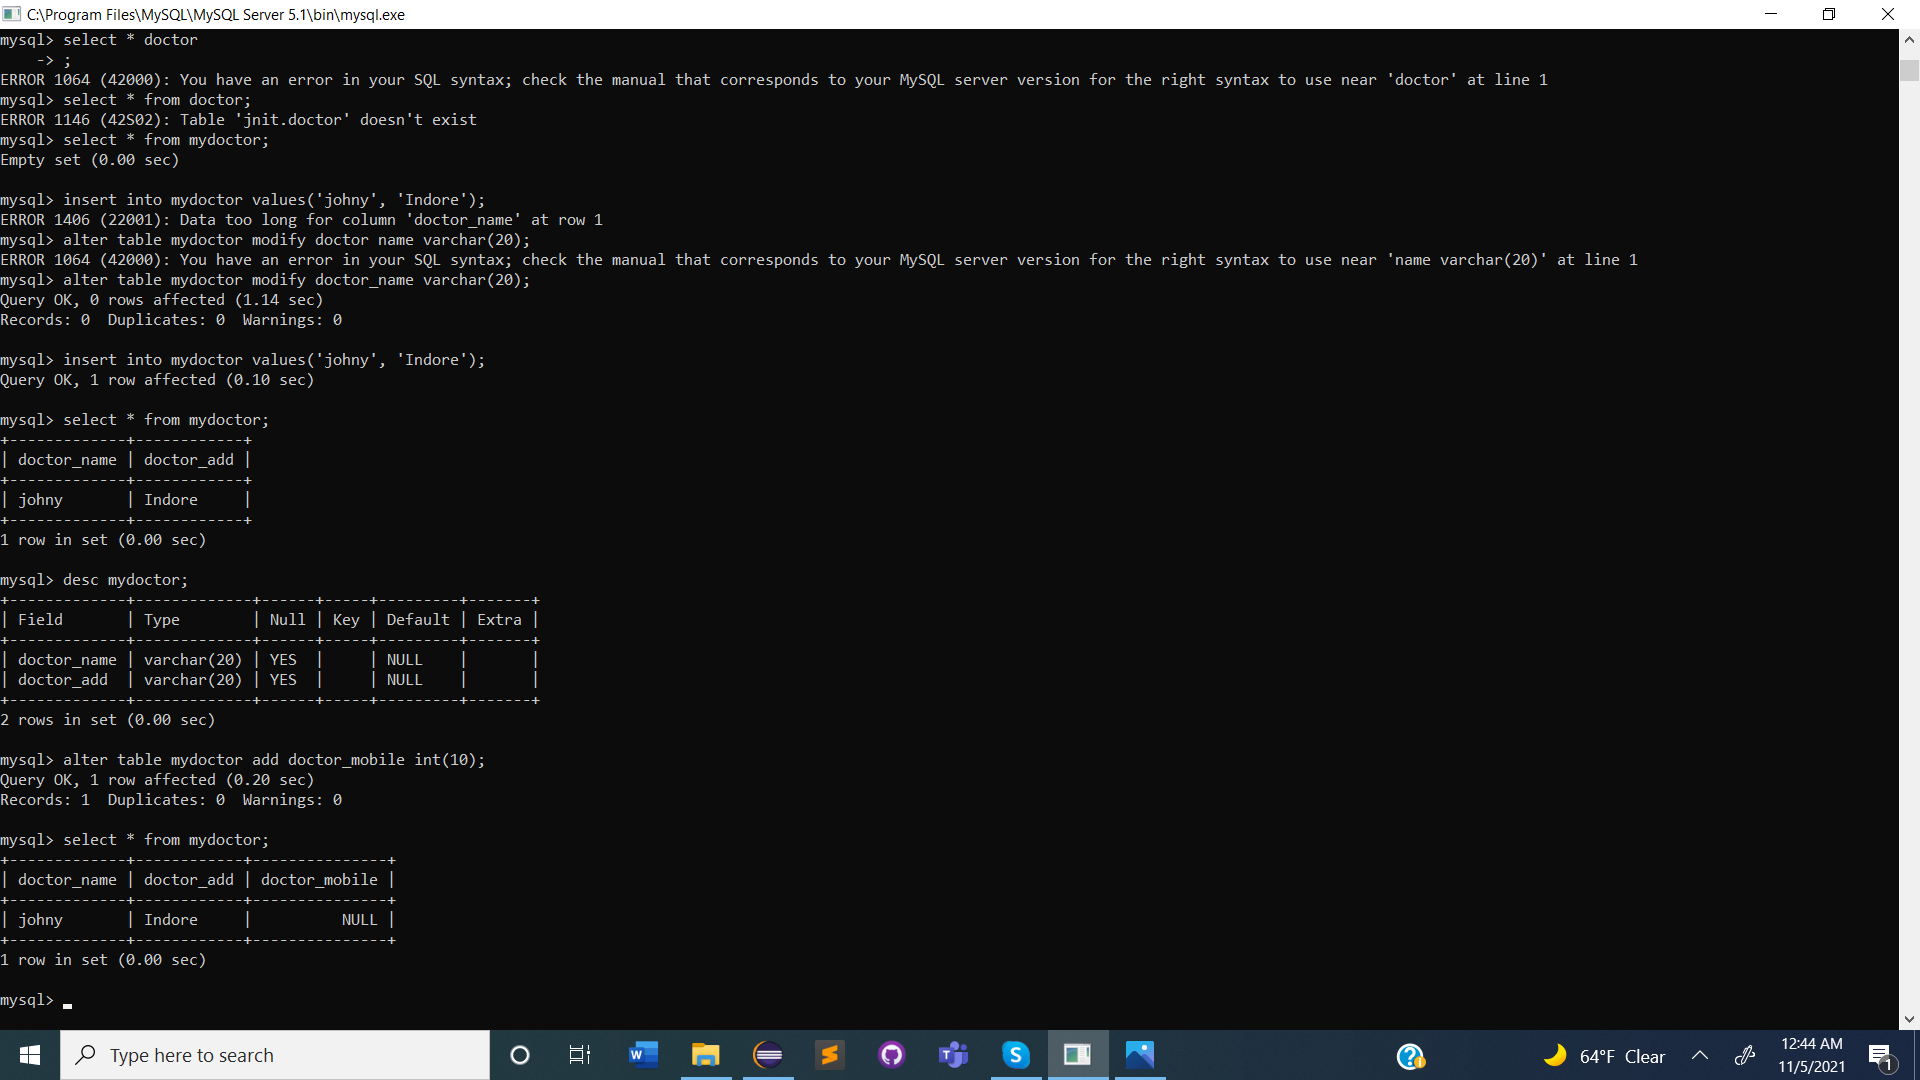 C:\Program Files\MySQL\MySQL Server 5.1\bin\mysql.exe
mysql> select * doctor
    -> ;
ERROR 1064 (42000): You have an error in your SQL syntax; check the manual that corresponds to your MySQL server version for the right syntax to use near 'doctor' at line 1
mysql> select * from doctor;
ERROR 1146 (42S02): Table 'jnit.doctor' doesn't exist
mysql> select * from mydoctor;
Empty set (0.00 sec)
mysql> insert into mydoctor values('johny', 'Indore');
ERROR 1406 (22001): Data too long for column 'doctor_name' at row 1
mysql> alter table mydoctor modify doctor name varchar(20);
ERROR 1064 (42000): You have an error in your SQL syntax; check the manual that corresponds to your MySQL server version for the right syntax to use near 'name varchar(20)' at line 1
mysql> alter table mydoctor modify doctor_name varchar(20);
Query OK, 0 rows affected (1.14 sec)
Records: 0  Duplicates: 0  Warnings: 0
mysql> insert into mydoctor values('johny', 'Indore');
Query OK, 1 row affected (0.10 sec)
mysql> select * from mydoctor;
+-------------+------------+
| doctor_name | doctor_add |
+-------------+------------+
| johny       | Indore     |
+-------------+------------+
1 row in set (0.00 sec)
mysql> desc mydoctor;
+-------------+-------------+------+-----+---------+-------+
| Field       | Type        | Null | Key | Default | Extra |
+-------------+-------------+------+-----+---------+-------+
| doctor_name | varchar(20) | YES  |     | NULL    |       |
| doctor_add  | varchar(20) | YES  |     | NULL    |       |
+-------------+-------------+------+-----+---------+-------+
2 rows in set (0.00 sec)
mysql> alter table mydoctor add doctor_mobile int(10);
Query OK, 1 row affected (0.20 sec)
Records: 1  Duplicates: 0  Warnings: 0
mysql> select * from mydoctor;
+-------------+------------+---------------+
| doctor_name | doctor_add | doctor_mobile |
+-------------+------------+---------------+
| johny       | Indore     |          NULL |
+-------------+------------+---------------+
1 row in set (0.00 sec)
mysql> _
Type here to search
64°F Clear
12:44 AM
11/5/2021
1